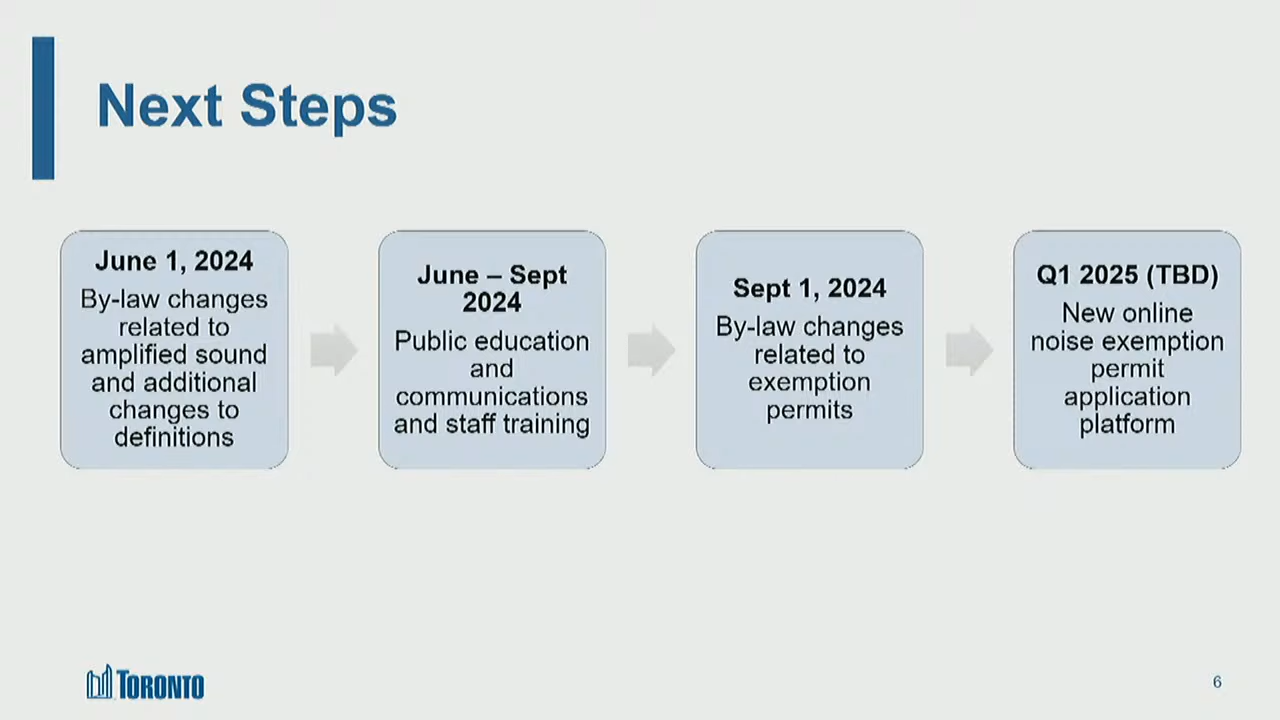 Next Steps
June 1, 2024
By-law changes
related to
amplified sound
and additional
changes to
definitions
June – Sept
2024
Public education
and
communications
and staff training
Sept 1, 2024
By-law changes
related to
exemption
permits
Q1 2025 (TBD)
New online
noise exemption
permit
application
platform
TORONTO
6